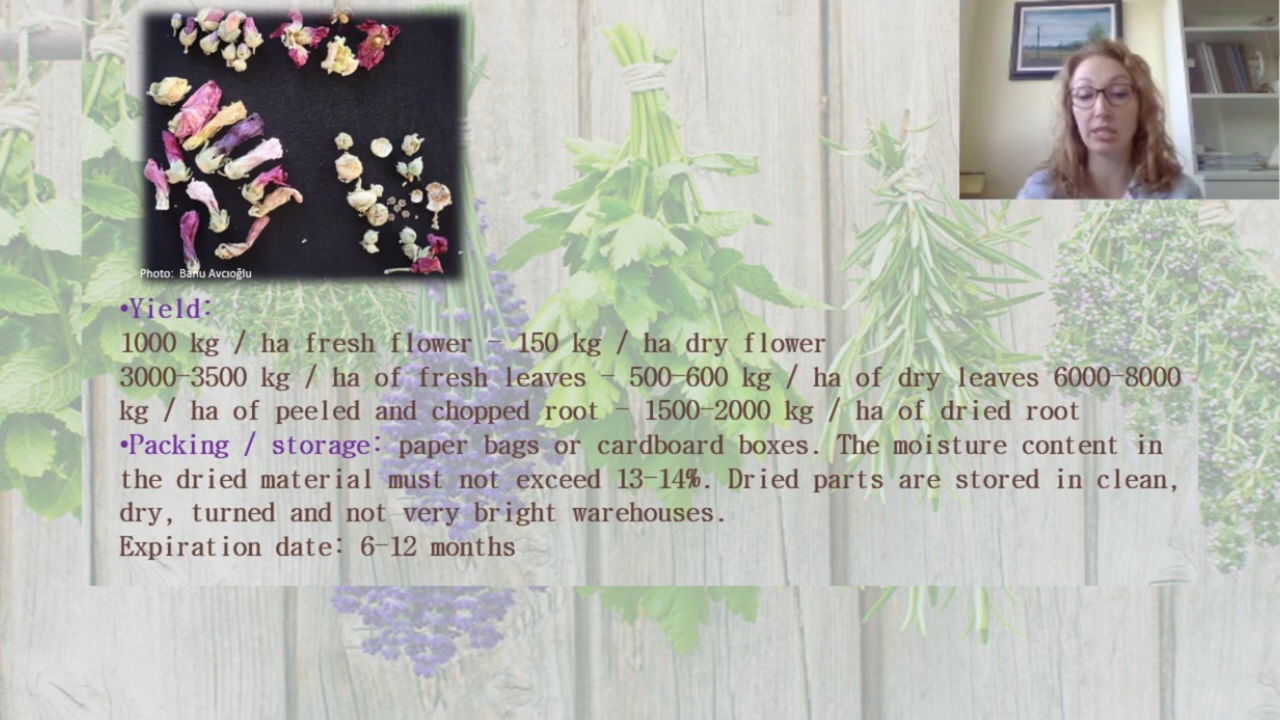 Photo: Banu Avcıoğlu
•Yield:
1000 kg / ha fresh flower - 150 kg / ha dry flower
3000-3500 kg / ha of fresh leaves - 500-600 kg / ha of dry leaves 6000-8000
kg / ha of peeled and chopped root - 1500-2000 kg / ha of dried root
•Packing / storage: paper bags or cardboard boxes. The moisture content in
the dried material must not exceed 13-14%. Dried parts are stored in clean,
dry, turned and not very bright warehouses.
Expiration date: 6-12 months